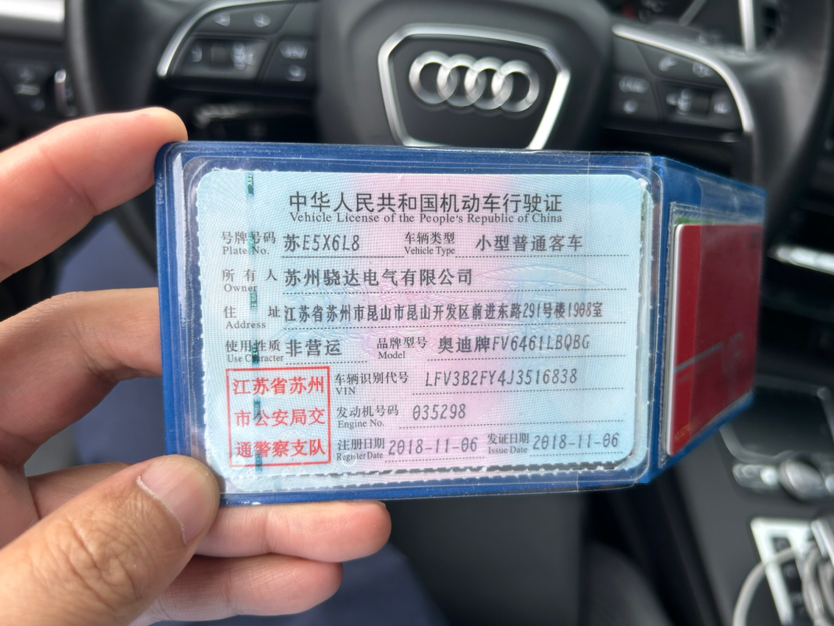 中华人民共和国机动车行驶证
Vehicle License of the People's Republic of China
号牌号码 苏E5X6L8 车辆类型 小型普通客车
Plate No. Vehicle Type
所有人 苏州骁达电气有限公司
Owner
住址 江苏省苏州市昆山市昆山开发区前进东路291号楼1908室
Address
使用性质 非营运 品牌型号 奥迪牌FV6461LBQBG
Use Character Model
江苏省苏州
市公安局交
通警察支队
车辆识别代号 LFV3B2FY4J3516838
VIN
发动机号码 035298
Engine No.
注册日期 2018-11-06 发证日期 2018-11-06
Register Date Issue Date